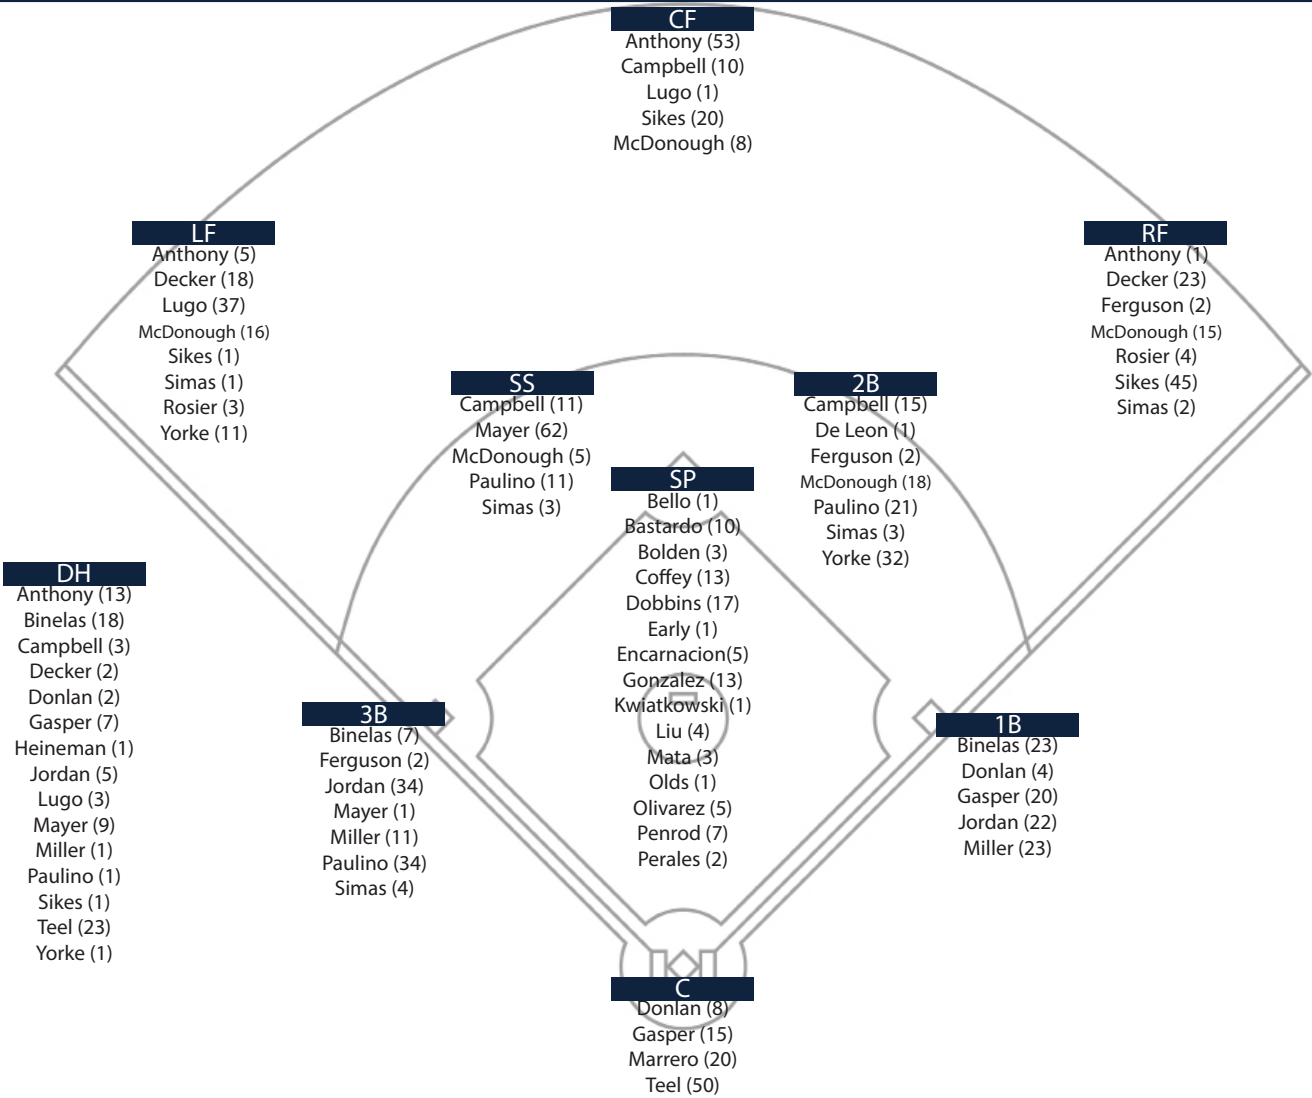 CF
Anthony (53)
Campbell (10)
Lugo (1)
Sikes (20)
McDonough (8)
LF
Anthony (5)
Decker (18)
Lugo (37)
McDonough (16)
Sikes (1)
Simas (1)
Rosier (3)
Yorke (11)
RF
Anthony (1)
Decker (23)
Ferguson (2)
McDonough (15)
Rosier (4)
Sikes (45)
Simas (2)
SS
Campbell (11)
Mayer (62)
McDonough (5)
Paulino (11)
Simas (3)
2B
Campbell (15)
De Leon (1)
Ferguson (2)
McDonough (18)
Paulino (21)
Simas (3)
Yorke (32)
SP
Bello (1)
Bastardo (10)
Bolden (3)
Coffey (13)
Dobbins (17)
Early (1)
Encarnacion(5)
Gonzalez (13)
Kwiatkowski (1)
Liu (4)
Mata (3)
Olds (1)
Olivarez (5)
Penrod (7)
Perales (2)
DH
Anthony (13)
Binelas (18)
Campbell (3)
Decker (2)
Donlan (2)
Gasper (7)
Heineman (1)
Jordan (5)
Lugo (3)
Mayer (9)
Miller (1)
Paulino (1)
Sikes (1)
Teel (23)
Yorke (1)
3B
Binelas (7)
Ferguson (2)
Jordan (34)
Mayer (1)
Miller (11)
Paulino (34)
Simas (4)
1B
Binelas (23)
Donlan (4)
Gasper (20)
Jordan (22)
Miller (23)
C
Donlan (8)
Gasper (15)
Marrero (20)
Teel (50)